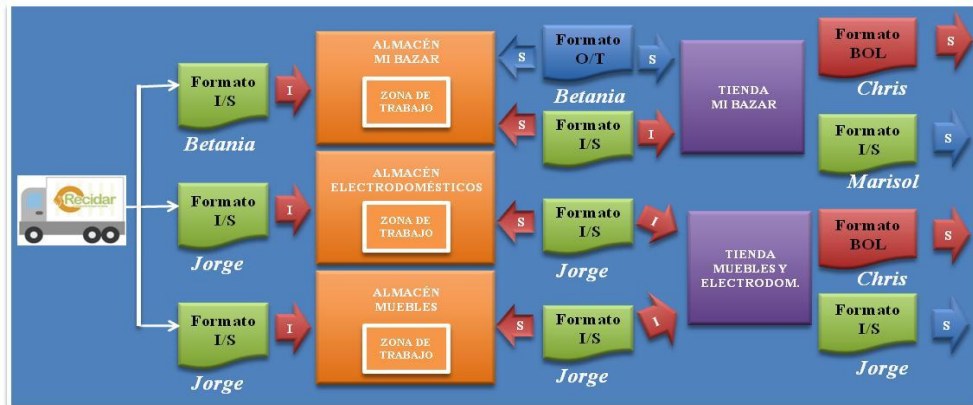 Formato
I/S
I
Betania
ALMACÉN
MI BAZAR
ZONA DE
TRABAJO
S
Formato
O/T
S
Betania
S
Formato
I/S
I
TIENDA
MI BAZAR
Formato
BOL
S
Chris
Formato
I/S
S
Marisol
Recidar
Formato
I/S
I
Jorge
ALMACÉN
ELECTRODOMÉSTICOS
ZONA DE
TRABAJO
S
Formato
I/S
I
Jorge
Formato
I/S
I
Jorge
ALMACÉN
MUEBLES
ZONA DE
TRABAJO
S
Formato
I/S
I
Jorge
TIENDA
MUEBLES Y
ELECTRODOM.
Formato
BOL
S
Chris
Formato
I/S
S
Jorge